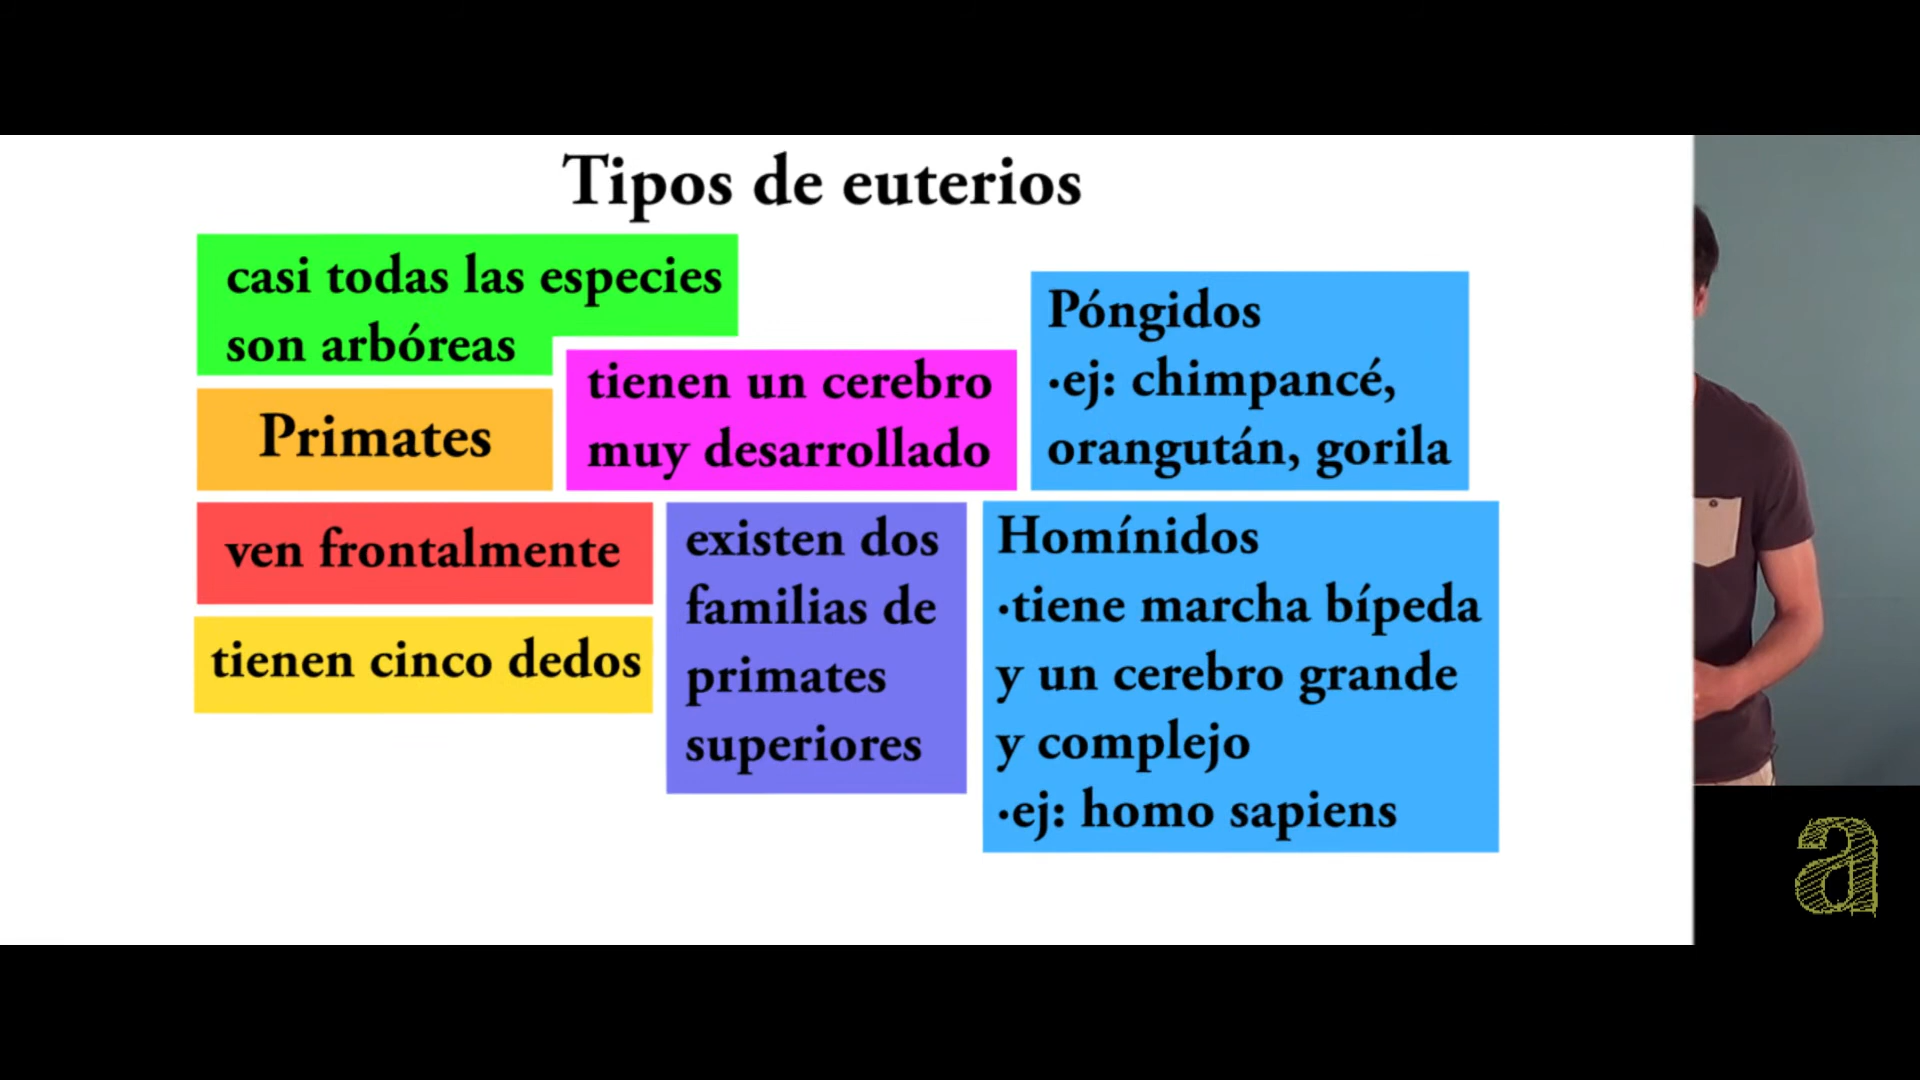 Tipos de euterios
casi todas las especies
son arbóreas
Primates
ven frontalmente
tienen cinco dedos
tienen un cerebro
muy desarrollado
existen dos
familias de
primates
superiores
Póngidos
·ej: chimpancé,
orangután, gorila
Homínidos
·tiene marcha bípeda
y un cerebro grande
y complejo
·ej: homo sapiens
a